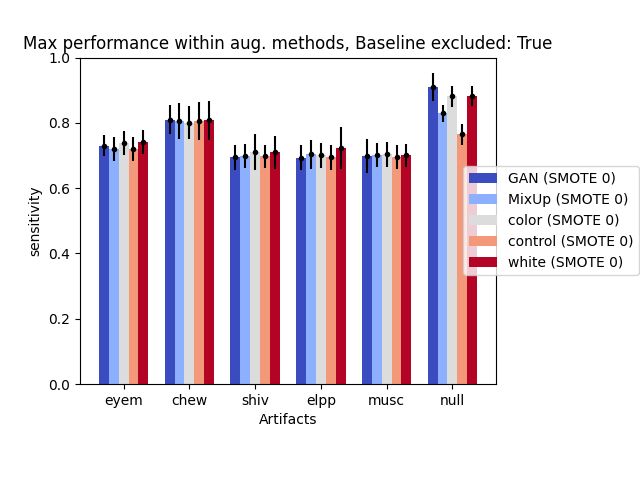 Max performance within aug. methods, Baseline excluded: True
1.0
0.8
0.6
0.4
0.2
0.0
sensitivity
eyem chew shiv elpp musc null
Artifacts
GAN (SMOTE 0)
MixUp (SMOTE 0)
color (SMOTE 0)
control (SMOTE 0)
white (SMOTE 0)